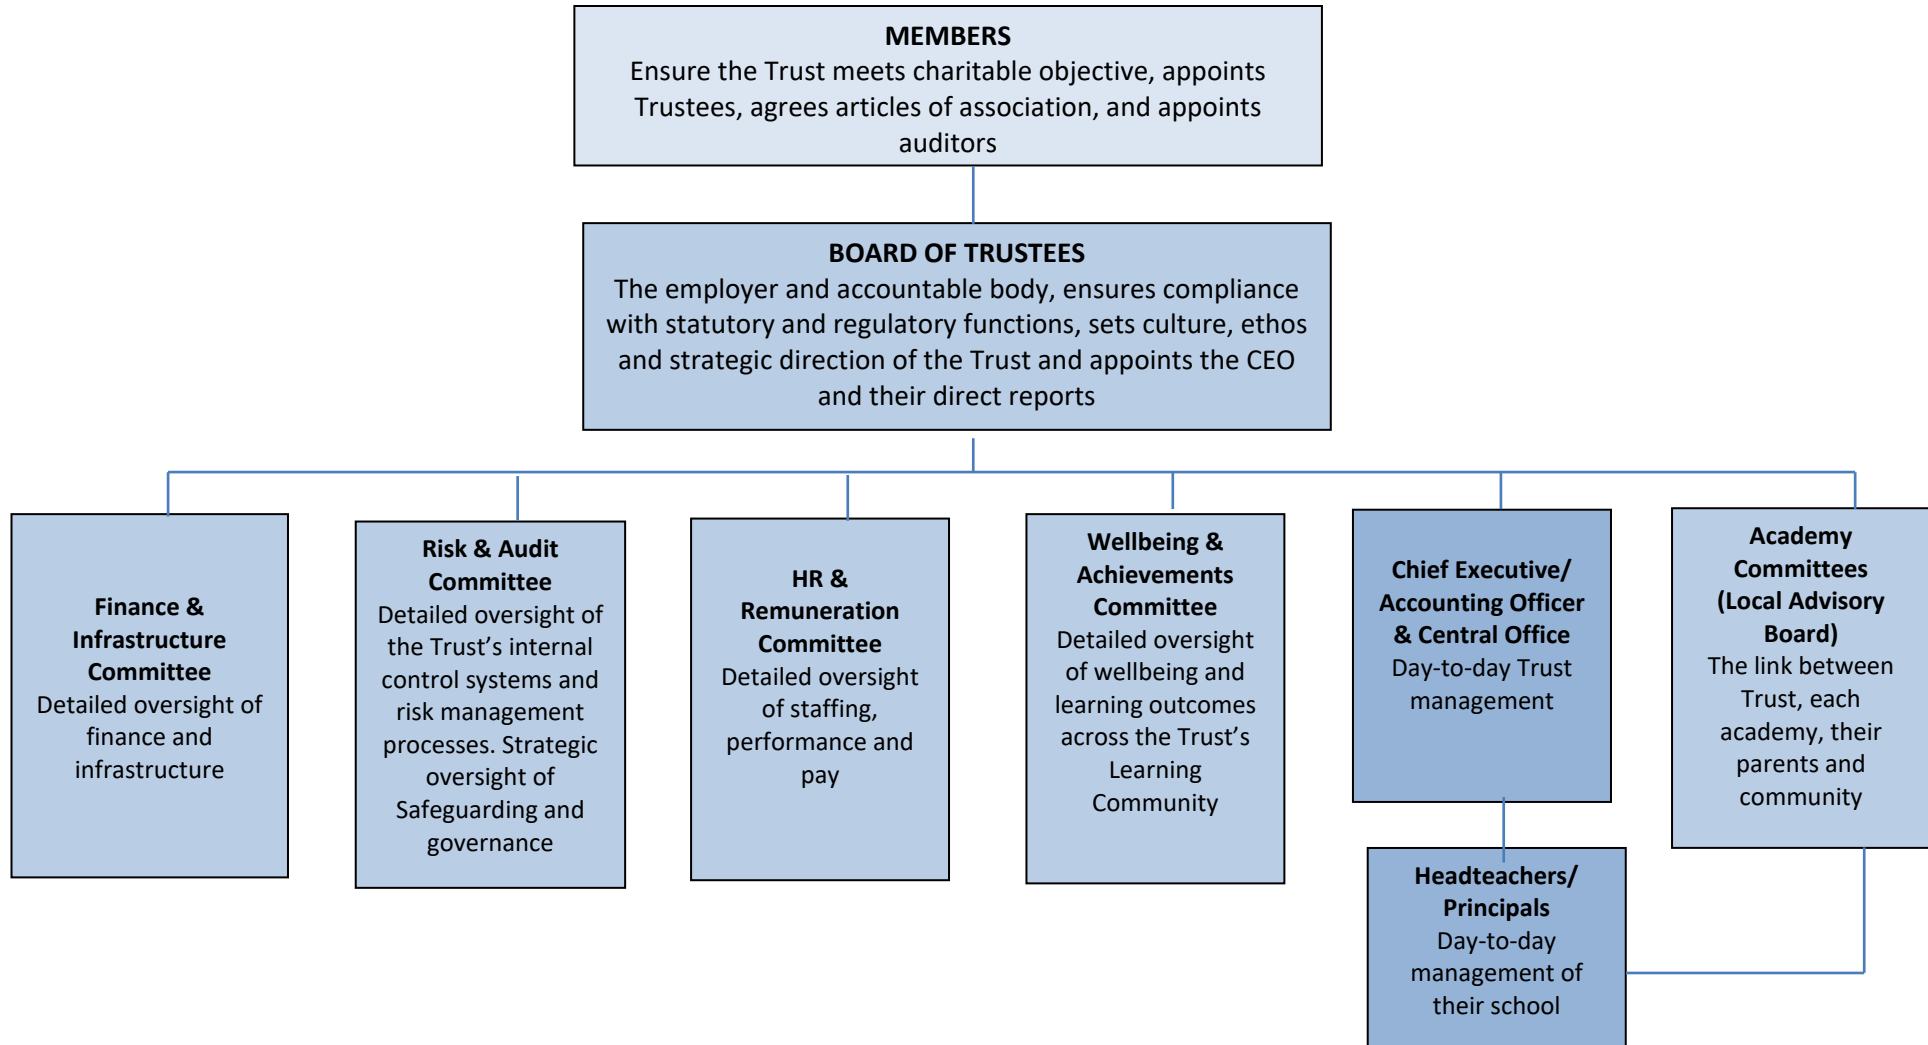 MEMBERS
Ensure the Trust meets charitable objective, appoints
Trustees, agrees articles of association, and appoints
auditors
BOARD OF TRUSTEES
The employer and accountable body, ensures compliance
with statutory and regulatory functions, sets culture, ethos
and strategic direction of the Trust and appoints the CEO
and their direct reports
Finance &
Infrastructure
Committee
Detailed oversight of
finance and
infrastructure
Risk & Audit
Committee
Detailed oversight of
the Trust’s internal
control systems and
risk management
processes. Strategic
oversight of
Safeguarding and
governance
HR &
Remuneration
Committee
Detailed oversight
of staffing,
performance and
pay
Wellbeing &
Achievements
Committee
Detailed oversight
of wellbeing and
learning outcomes
across the Trust’s
Learning
Community
Chief Executive/
Accounting Officer
& Central Office
Day-to-day Trust
management
Academy
Committees
(Local Advisory
Board)
The link between
Trust, each
academy, their
parents and
community
Headteachers/
Principals
Day-to-day
management of
their school